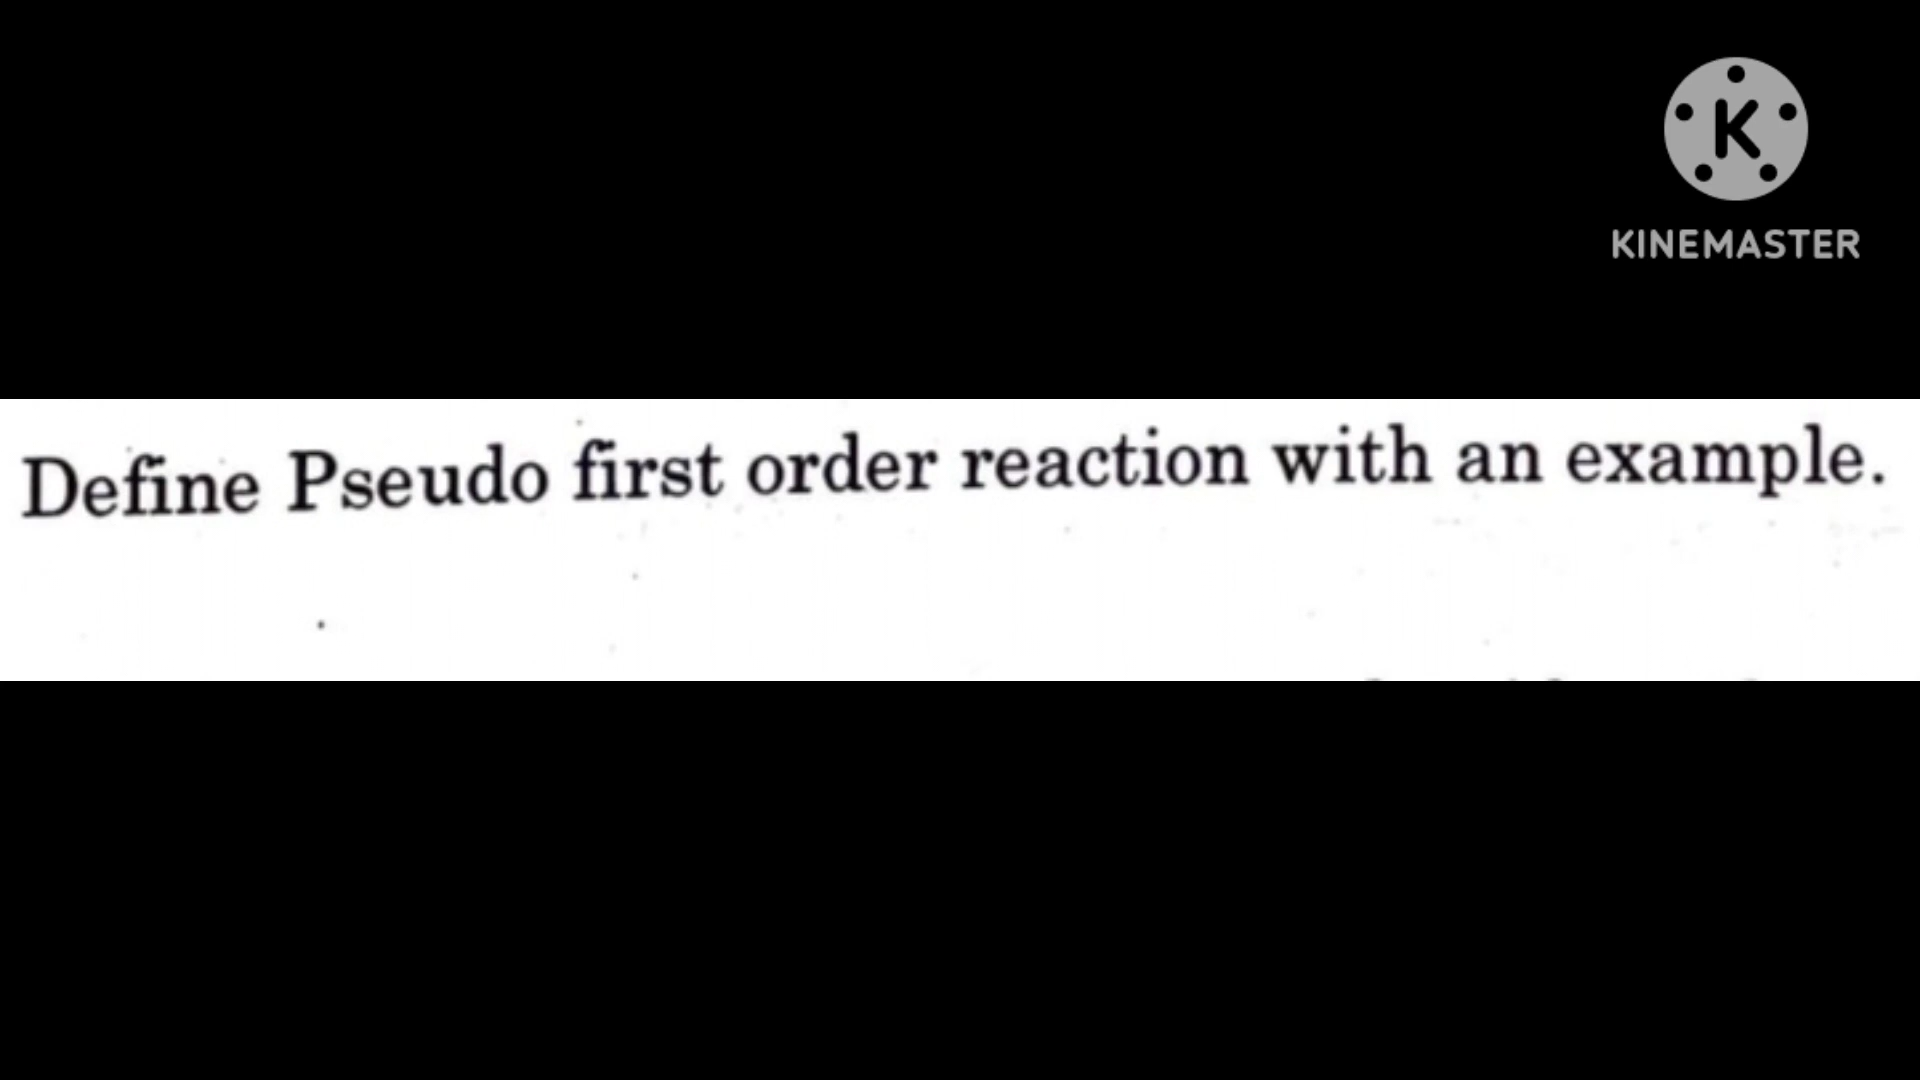 K
KINEMASTER
Define Pseudo first order reaction with an example.